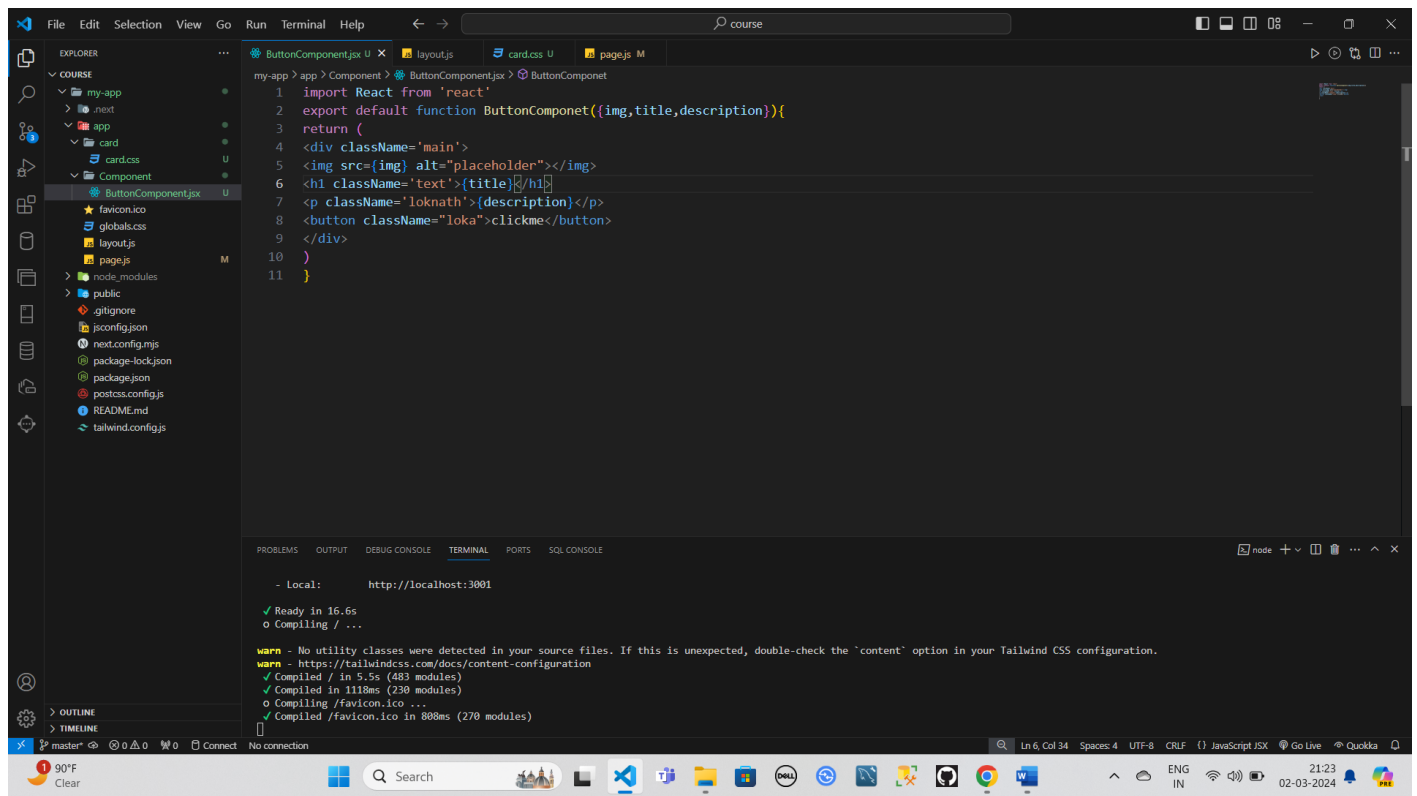 File Edit Selection View Go Run Terminal Help course
EXPLORER
COURSE
my-app
.next
app
card
card.css U
Component
ButtonComponent.jsx U
favicon.ico
globals.css
layout.js
page.js M
node_modules
public
.gitignore
jsconfig.json
next.config.mjs
package-lock.json
package.json
postcss.config.js
README.md
tailwind.config.js
OUTLINE
TIMELINE
ButtonComponent.jsx U layout.js card.css U page.js M
my-app > app > Component > ButtonComponent.jsx > ButtonComponet
1 import React from 'react'
2 export default function ButtonComponet({img,title,description}){
3 return (
4 <div className='main'>
5 <img src={img} alt="placeholder"></img>
6 <h1 className='text'>{title}</h1>
7 <p className='loknath'>{description}</p>
8 <button className="loka">clickme</button>
9 </div>
10 )
11 }
PROBLEMS OUTPUT DEBUG CONSOLE TERMINAL PORTS SQL CONSOLE node
- Local: http://localhost:3001
✓ Ready in 16.6s
o Compiling / ...
warn - No utility classes were detected in your source files. If this is unexpected, double-check the `content` option in your Tailwind CSS configuration.
warn - https://tailwindcss.com/docs/content-configuration
✓ Compiled / in 5.5s (483 modules)
✓ Compiled in 1118ms (230 modules)
o Compiling /favicon.ico ...
✓ Compiled /favicon.ico in 808ms (270 modules)
master* 0 0 0 Connect No connection Ln 6, Col 34 Spaces: 4 UTF-8 CRLF {} JavaScript JSX Go Live Quokka
1 90°F
Clear
Search
DELL
PRE
ENG
IN
21:23
02-03-2024